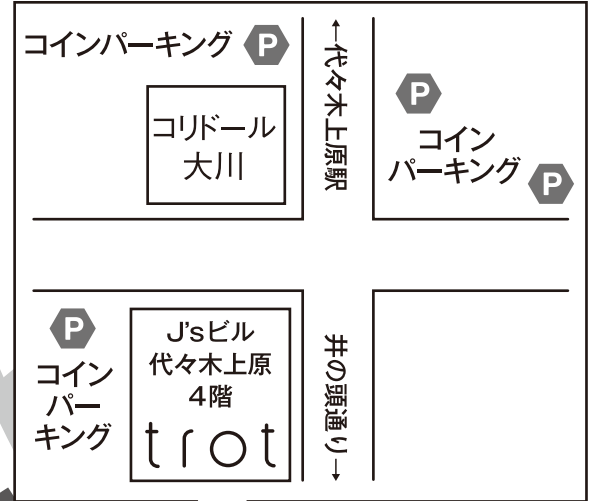 コインパーキング P
←代々木上原駅
P
コイン
パーキング P
コリドール
大川
P
コイン
パー
キング
J'sビル
代々木上原
4階
trot
井の頭通り→